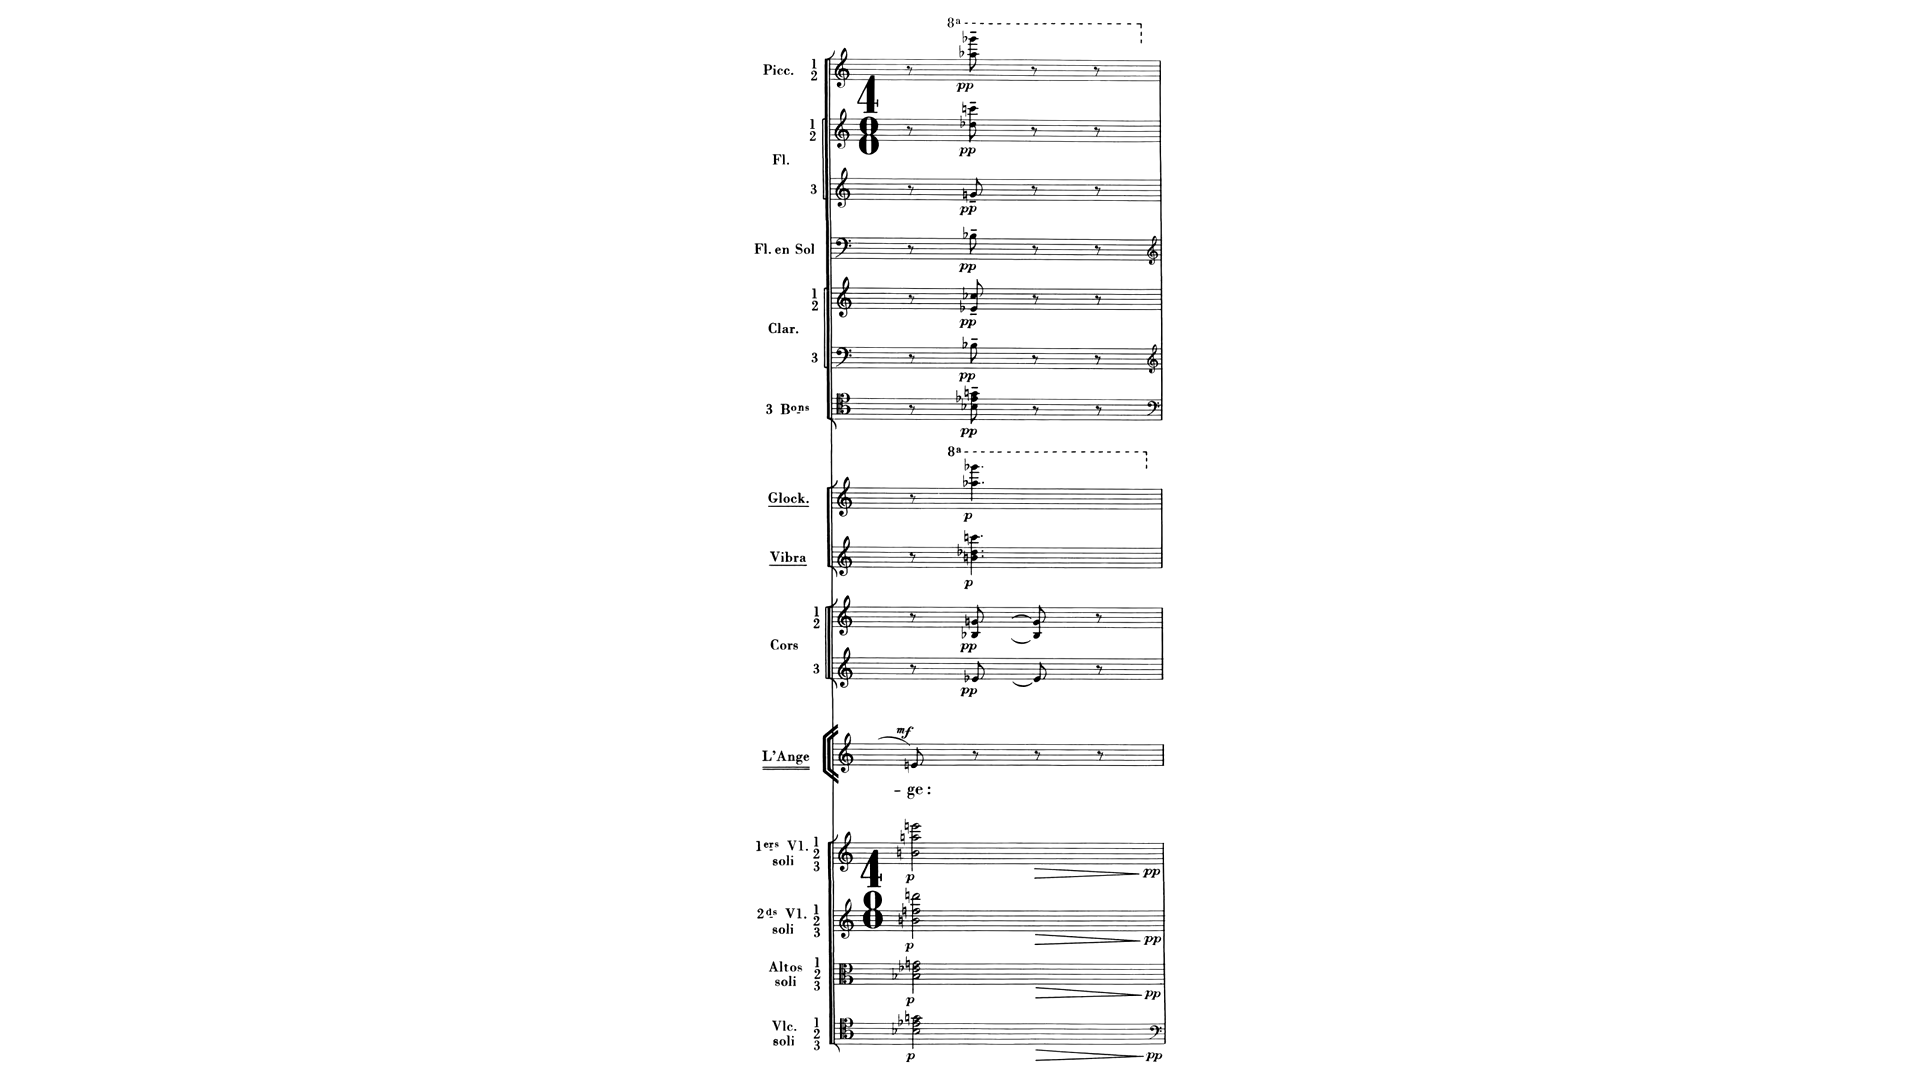 8ª
Picc. 1
2
pp
4
8
1
2
pp
Fl.
3
pp
Fl. en Sol
pp
1
2
pp
Clar.
3
pp
3 Bons
pp
8ª
Glock.
p
Vibra
p
1
2
pp
Cors
3
pp
mf
L'Ange
- ge :
1ers Vl. 1
soli 2
3
p
pp
4
8
2ds Vl. 1
soli 2
3
p
pp
Altos 1
soli 2
3
p
pp
Vlc. 1
soli 2
3
p
pp